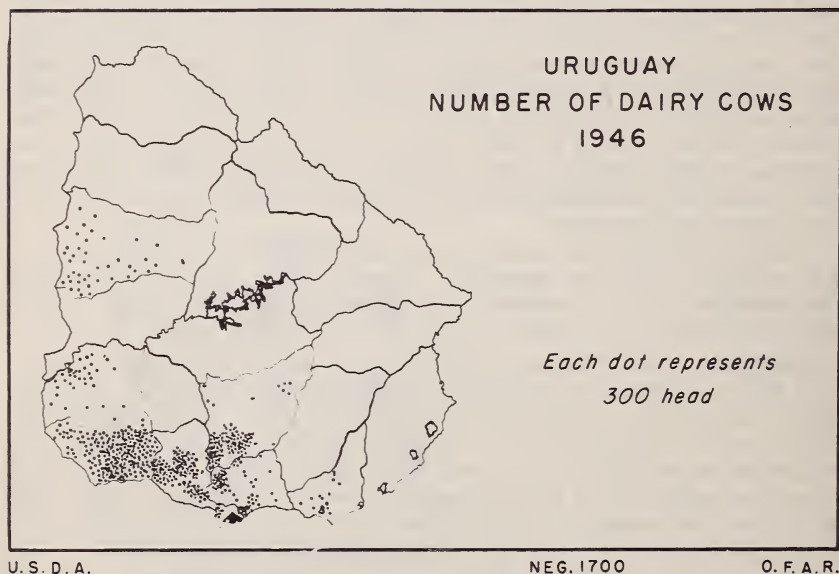 URUGUAY
NUMBER OF DAIRY COWS
1946
Each dot represents
300 head
U.S.D.A.
NEG. 1700
O.F.A.R.